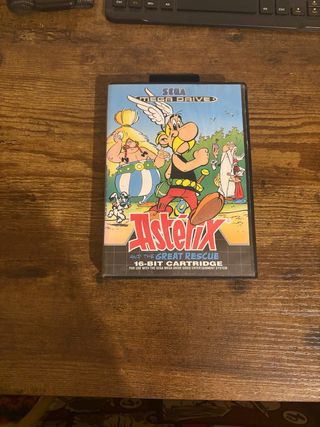 SEGA
MEGA DRIVE
Asterix
AND THE GREAT RESCUE
16-BIT CARTRIDGE
FOR USE WITH THE SEGA MEGA DRIVE VIDEO ENTERTAINMENT SYSTEM